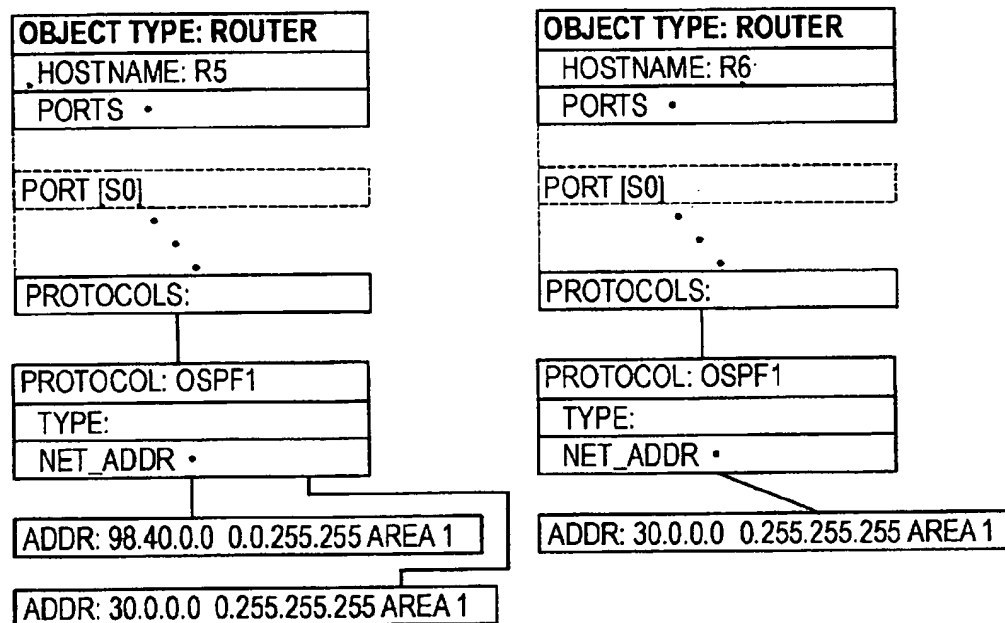 OBJECT TYPE: ROUTER
HOSTNAME: R5
PORTS •
PORT [S0]
PROTOCOLS:
PROTOCOL: OSPF1
TYPE:
NET_ADDR •
ADDR: 98.40.0.0 0.0.255.255 AREA 1
ADDR: 30.0.0.0 0.255.255.255 AREA 1
OBJECT TYPE: ROUTER
HOSTNAME: R6
PORTS •
PORT [S0]
PROTOCOLS:
PROTOCOL: OSPF1
TYPE:
NET_ADDR •
ADDR: 30.0.0.0 0.255.255.255 AREA 1